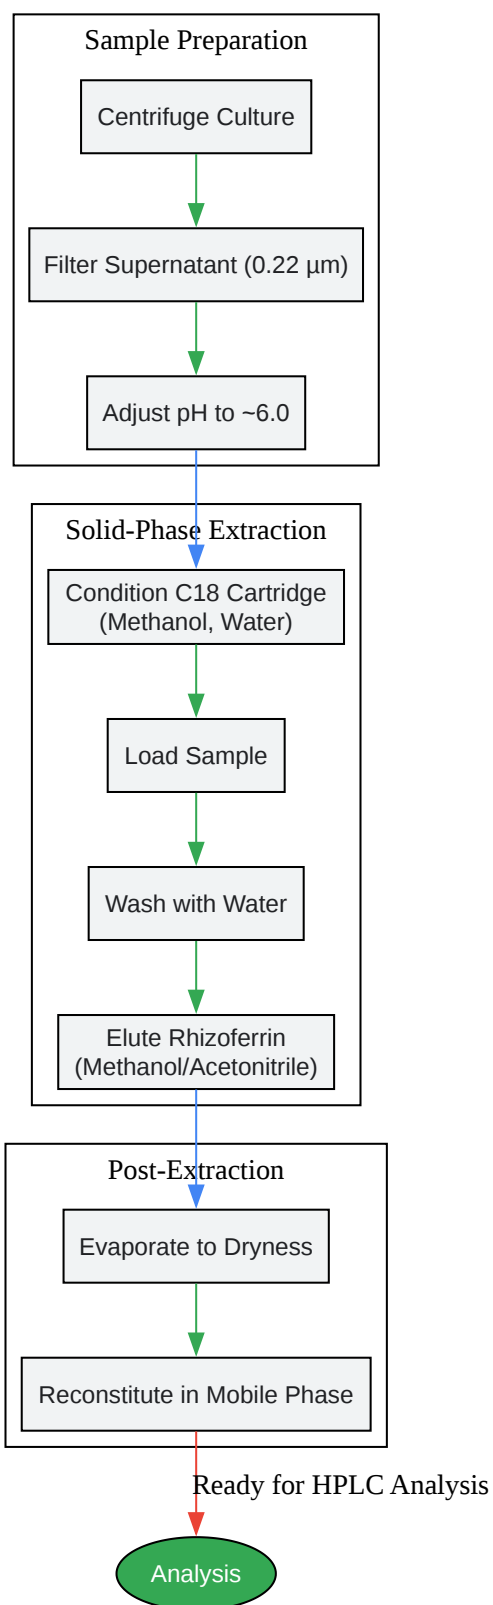 Sample Preparation
Centrifuge Culture
Filter Supernatant (0.22 µm)
Adjust pH to ~6.0
Solid-Phase Extraction
Condition C18 Cartridge
(Methanol, Water)
Load Sample
Wash with Water
Elute Rhizoferrin
(Methanol/Acetonitrile)
Post-Extraction
Evaporate to Dryness
Reconstitute in Mobile Phase
Ready for HPLC Analysis
Analysis